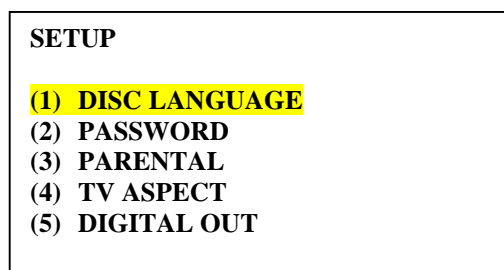 SETUP
(1) DISC LANGUAGE
(2) PASSWORD
(3) PARENTAL
(4) TV ASPECT
(5) DIGITAL OUT